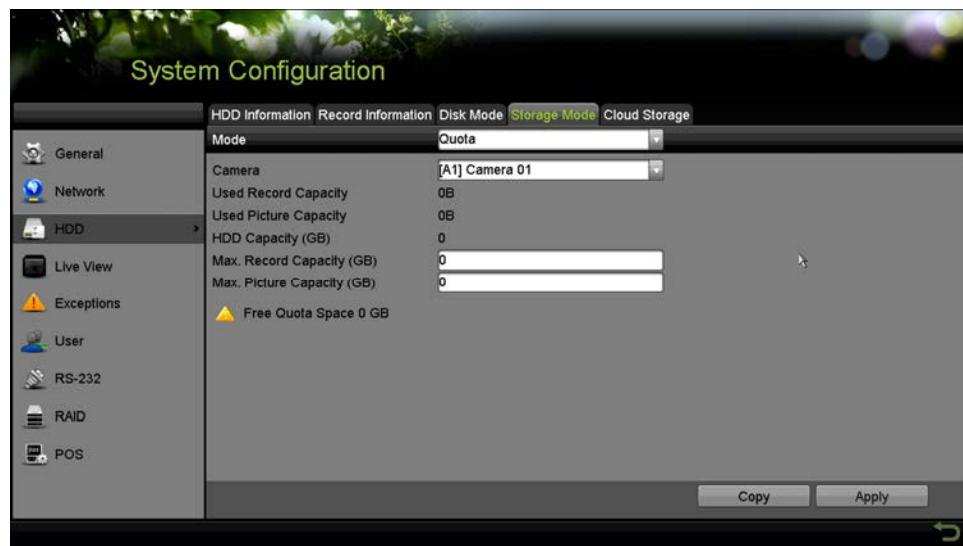 System Configuration
HDD Information Record Information Disk Mode Storage Mode Cloud Storage
Mode Quota
General
Network
HDD
Live View
Exceptions
User
RS-232
RAID
POS
Camera [A1] Camera 01
Used Record Capacity 0B
Used Picture Capacity 0B
HDD Capacity (GB) 0
Max. Record Capacity (GB) 0
Max. Picture Capacity (GB) 0
Free Quota Space 0 GB
Copy Apply